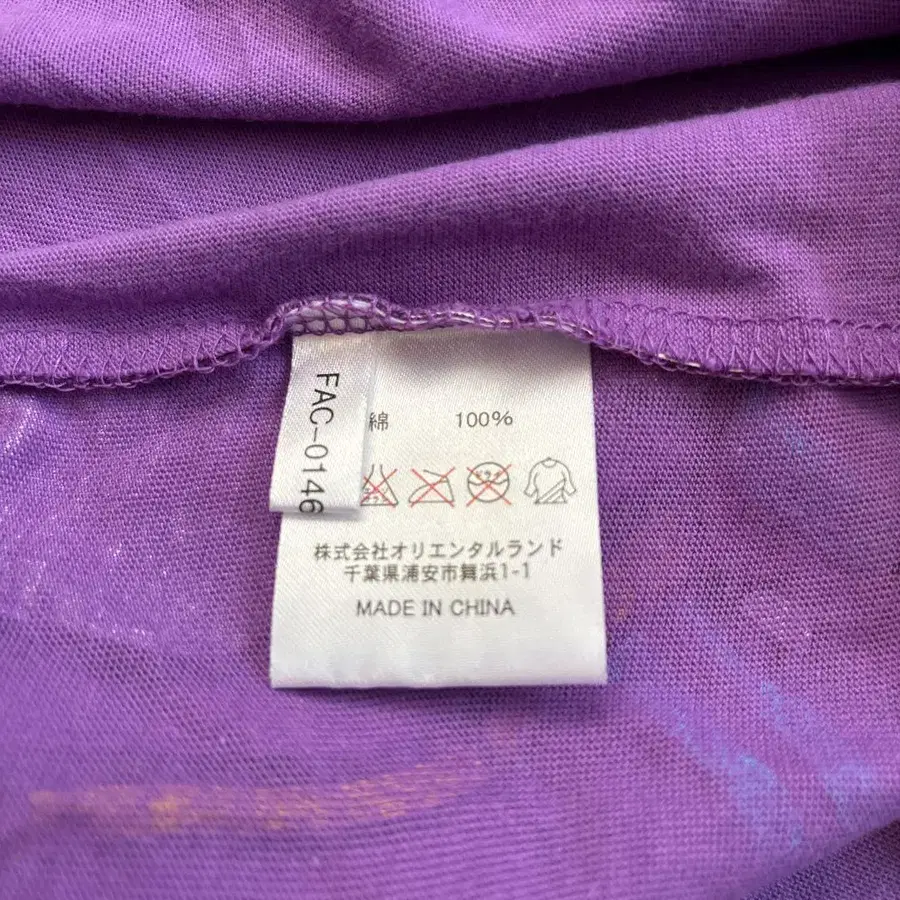 FAC-0146
綿 100%
株式会社オリエンタルランド
千葉県浦安市舞浜1-1
MADE IN CHINA